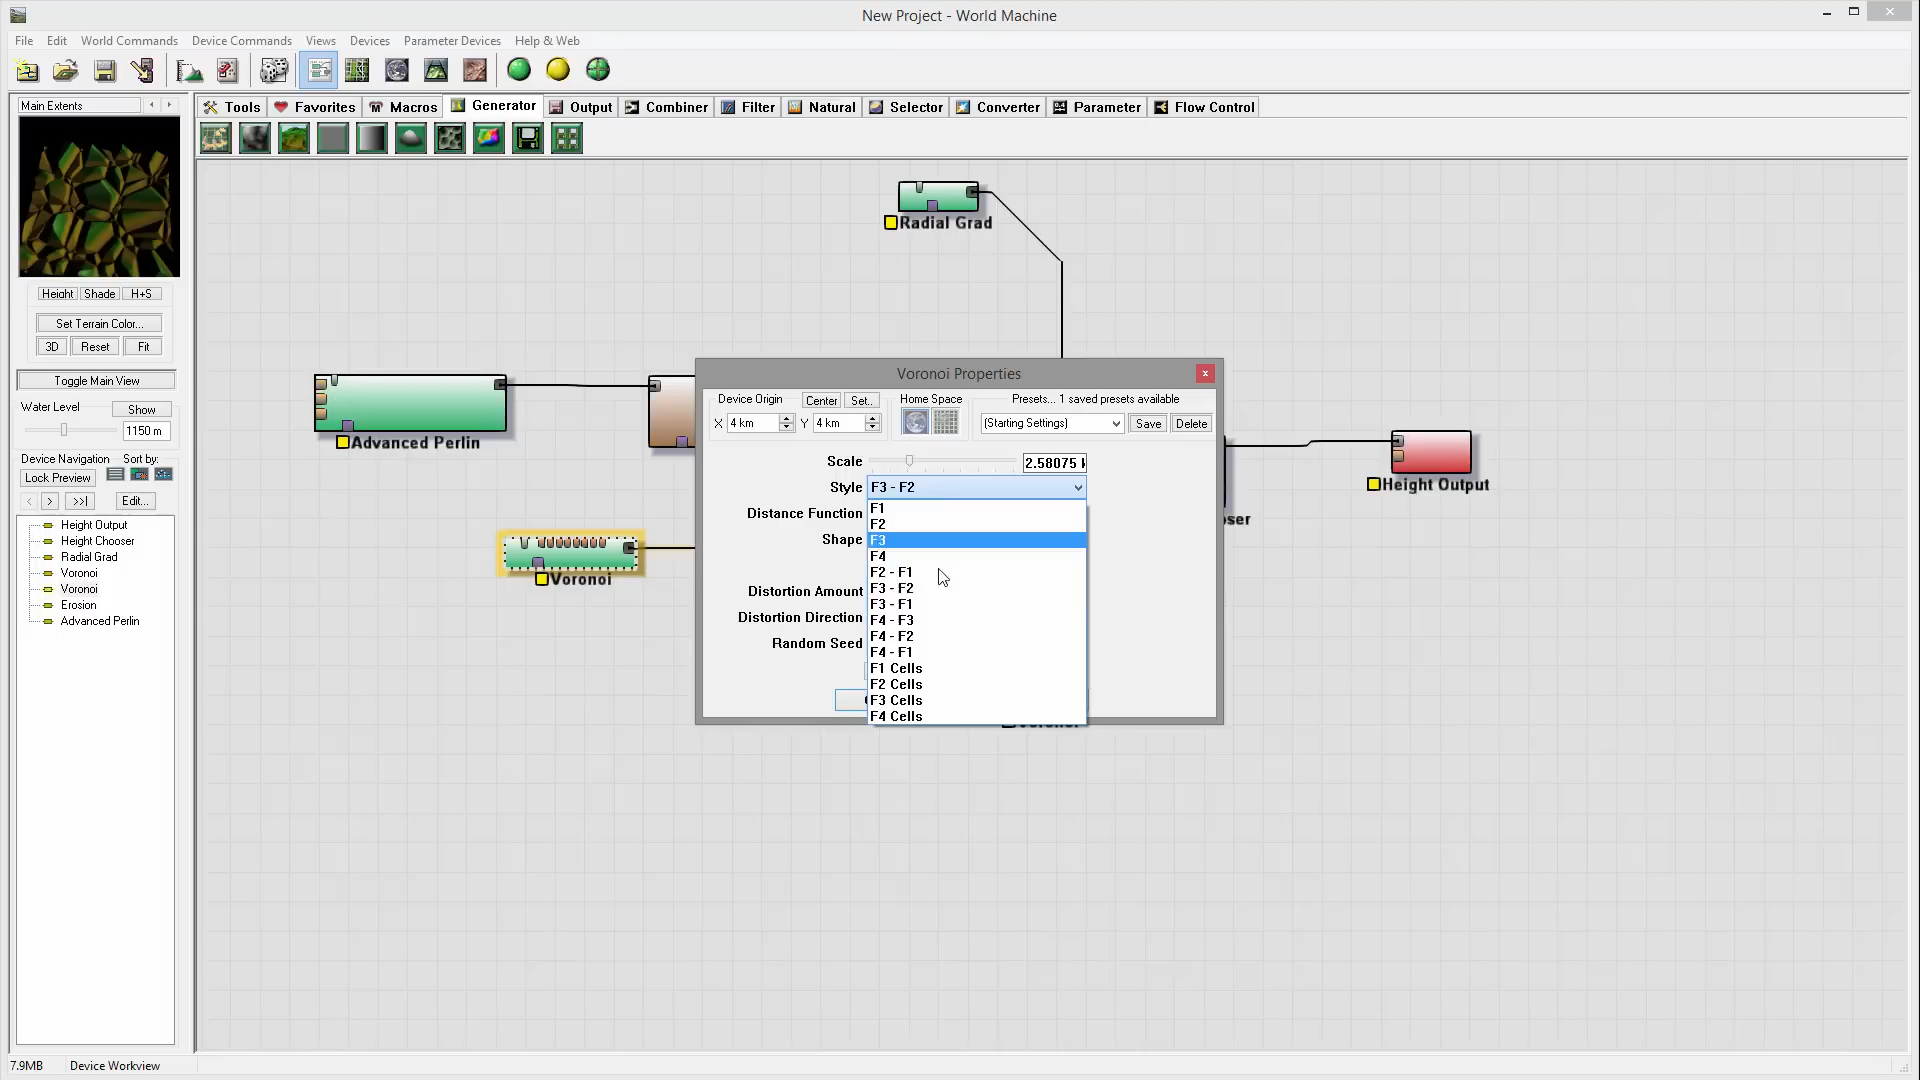 New Project - World Machine
File Edit World Commands Device Commands Views Devices Parameter Devices Help & Web
Main Extents
Tools Favorites Macros Generator Output Combiner Filter Natural Selector Converter Parameter Flow Control
Height Shade H+S
Set Terrain Color...
3D Reset Fit
Toggle Main View
Water Level Show
1150 m
Device Navigation Sort by:
Lock Preview
< > >>| Edit...
Height Output
Height Chooser
Radial Grad
Voronoi
Voronoi
Erosion
Advanced Perlin
Radial Grad
Advanced Perlin
Voronoi
Height Output
oser
Voronoi Properties
x
Device Origin Center Set.. Home Space Presets... 1 saved presets available
X 4 km Y 4 km (Starting Settings) Save Delete
Scale 2.58075
Style F3 - F2
Distance Function
Shape
Distortion Amount
Distortion Direction
Random Seed
F1
F2
F3
F4
F2 - F1
F3 - F2
F3 - F1
F4 - F3
F4 - F2
F4 - F1
F1 Cells
F2 Cells
F3 Cells
F4 Cells
7.9MB Device Workview